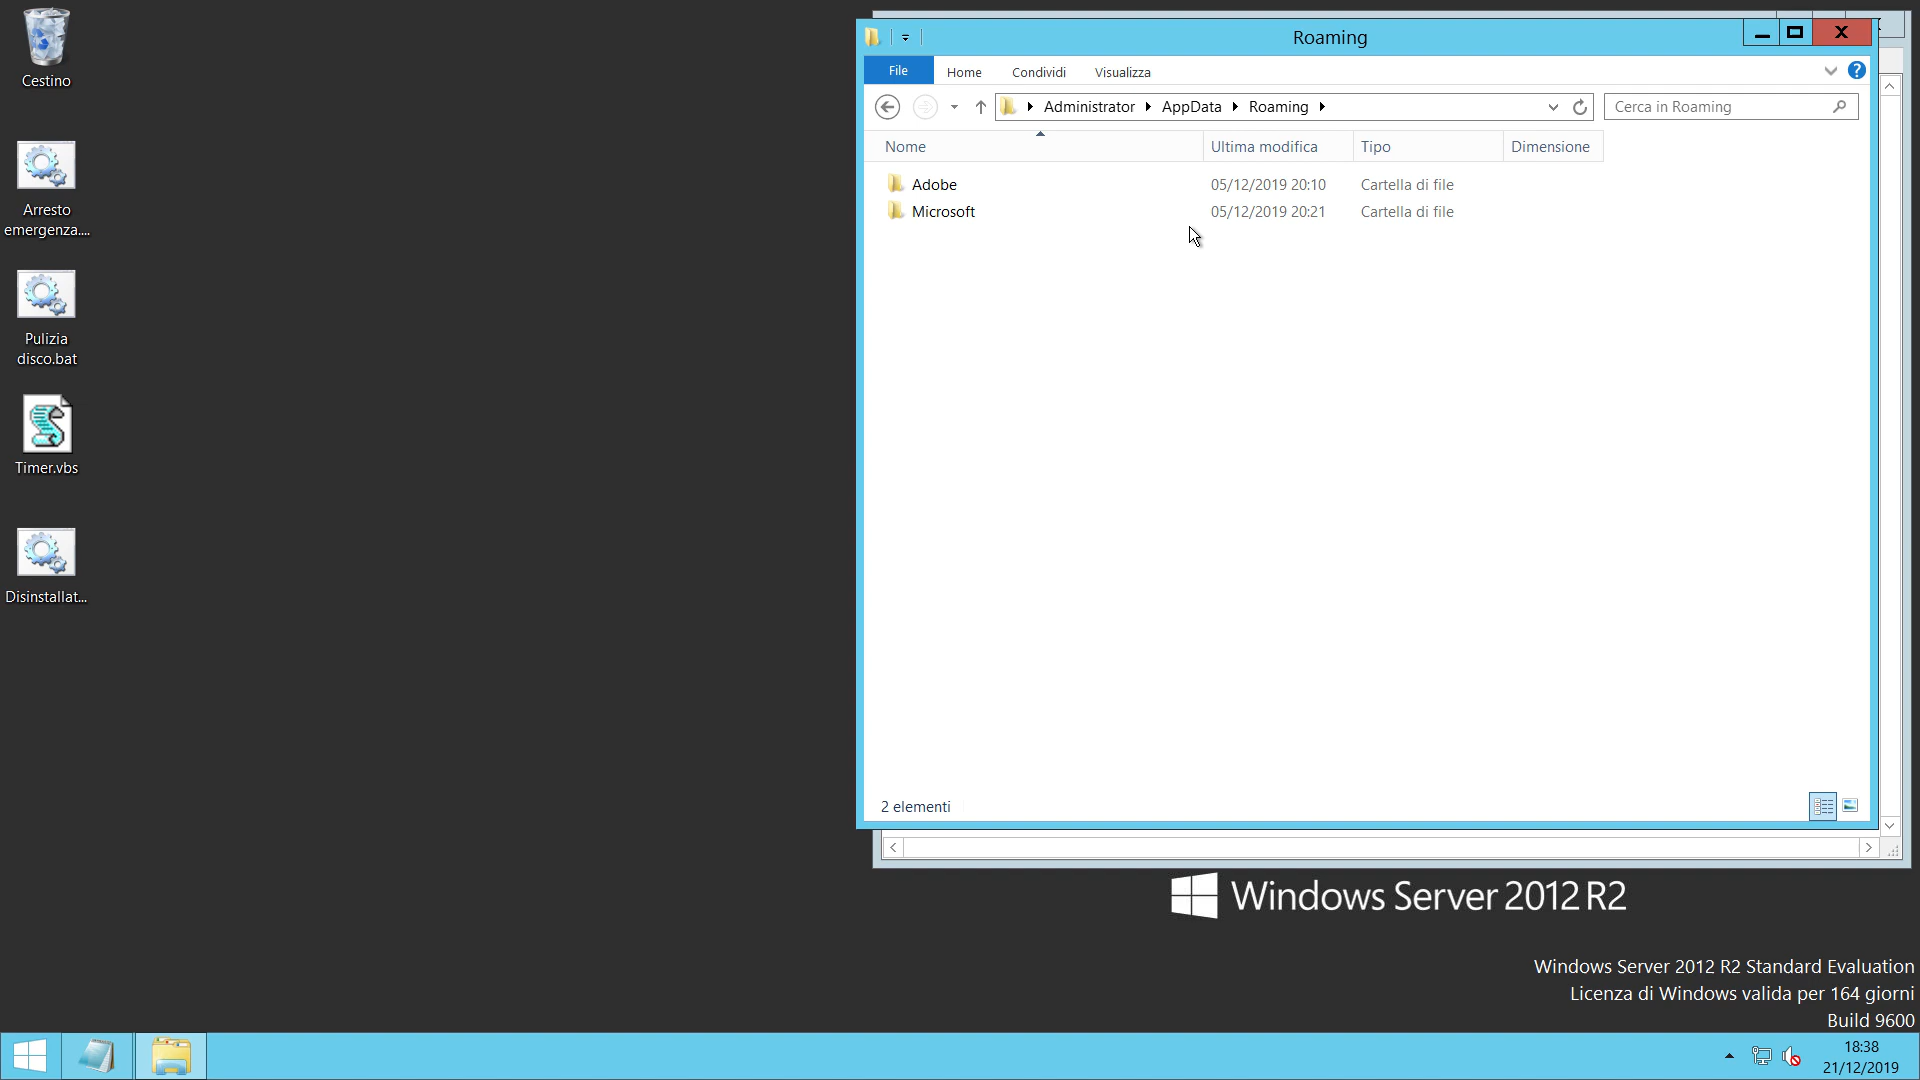 Cestino
Arresto
emergenza....
Pulizia
disco.bat
Timer.vbs
Disinstallat...
Roaming
File
Home
Condividi
Visualizza
Administrator
AppData
Roaming
Cerca in Roaming
Nome
Ultima modifica
Tipo
Dimensione
Adobe
05/12/2019 20:10
Cartella di file
Microsoft
05/12/2019 20:21
Cartella di file
2 elementi
Windows Server 2012 R2
Windows Server 2012 R2 Standard Evaluation
Licenza di Windows valida per 164 giorni
Build 9600
18:38
21/12/2019